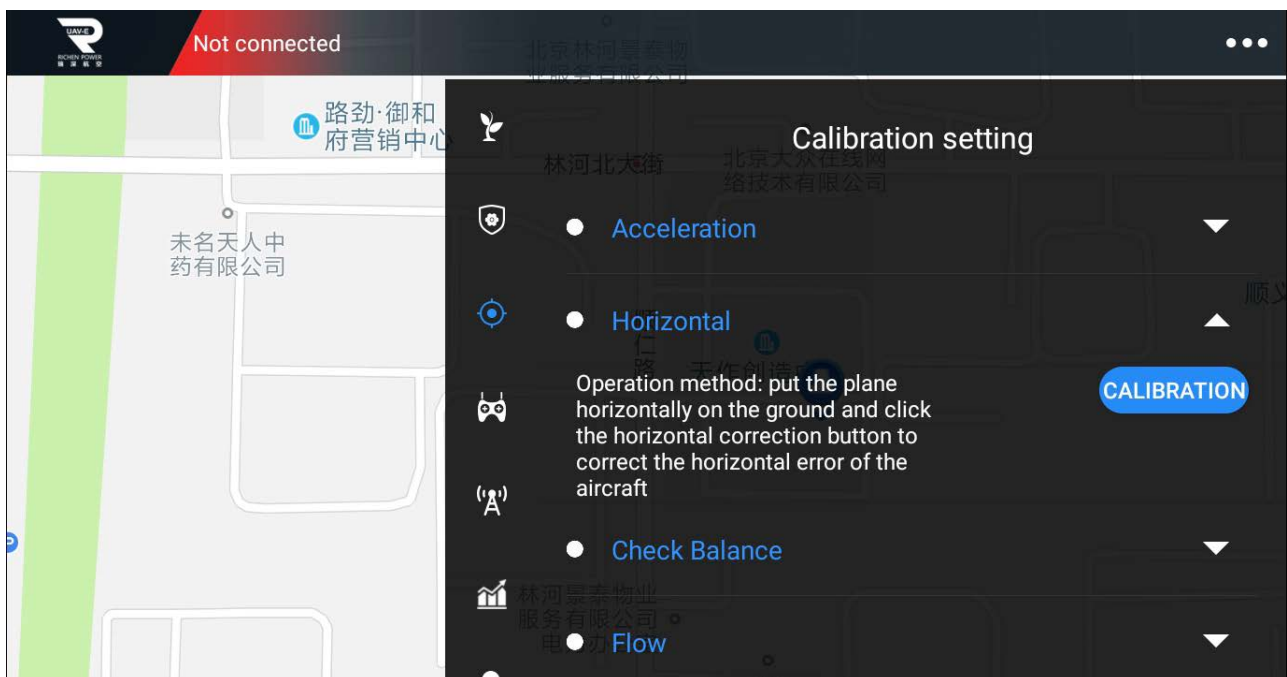 UAV-E
RICHEN POWER
Not connected
北京林河景泰物
业服务有限公司
路劲·御和
府营销中心
Calibration setting
林河北大街
北京大众在线网
络技术有限公司
未名天人中
药有限公司
Acceleration
顺义
Horizontal
天作创造
Operation method: put the plane
horizontally on the ground and click
the horizontal correction button to
correct the horizontal error of the
aircraft
CALIBRATION
Check Balance
林河景泰物业
服务有限公司
Flow